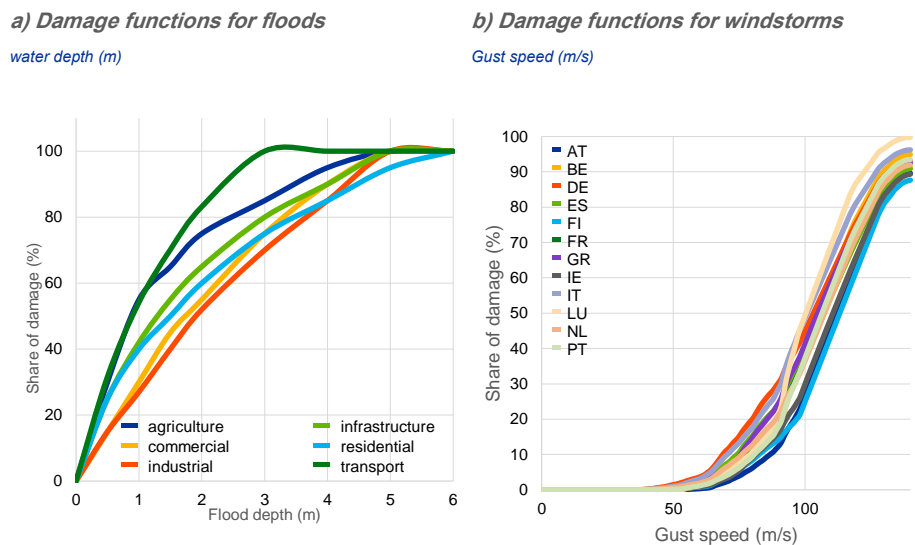 a) Damage functions for floods
water depth (m)
Share of damage (%)
100
80
60
40
20
0
agriculture
commercial
industrial
infrastructure
residential
transport
0 1 2 3 4 5 6
Flood depth (m)
b) Damage functions for windstorms
Gust speed (m/s)
Share of damage (%)
100
90
80
70
60
50
40
30
20
10
0
AT
BE
DE
ES
FI
FR
GR
IE
IT
LU
NL
PT
0 50 100
Gust speed (m/s)